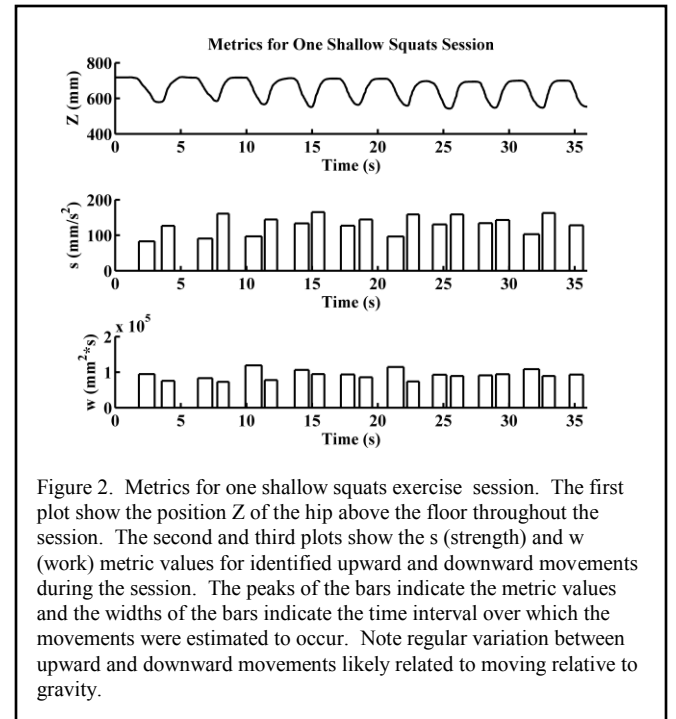 Metrics for One Shallow Squats Session
800
600
400
Z (mm)
0 5 10 15 20 25 30 35
Time (s)
200
100
0
s (mm/s²)
0 5 10 15 20 25 30 35
Time (s)
x 10⁵
2
1
0
w (mm²*s)
0 5 10 15 20 25 30 35
Time (s)
Figure 2. Metrics for one shallow squats exercise session. The first
plot show the position Z of the hip above the floor throughout the
session. The second and third plots show the s (strength) and w
(work) metric values for identified upward and downward movements
during the session. The peaks of the bars indicate the metric values
and the widths of the bars indicate the time interval over which the
movements were estimated to occur. Note regular variation between
upward and downward movements likely related to moving relative to
gravity.